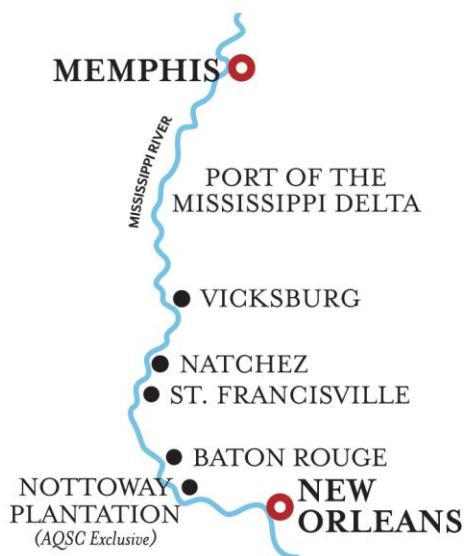 MEMPHIS
MISSISSIPPI RIVER
PORT OF THE
MISSISSIPPI DELTA
VICKSBURG
NATCHEZ
ST. FRANCISVILLE
BATON ROUGE
NOTTOWAY
PLANTATION
(AQSC Exclusive)
NEW
ORLEANS